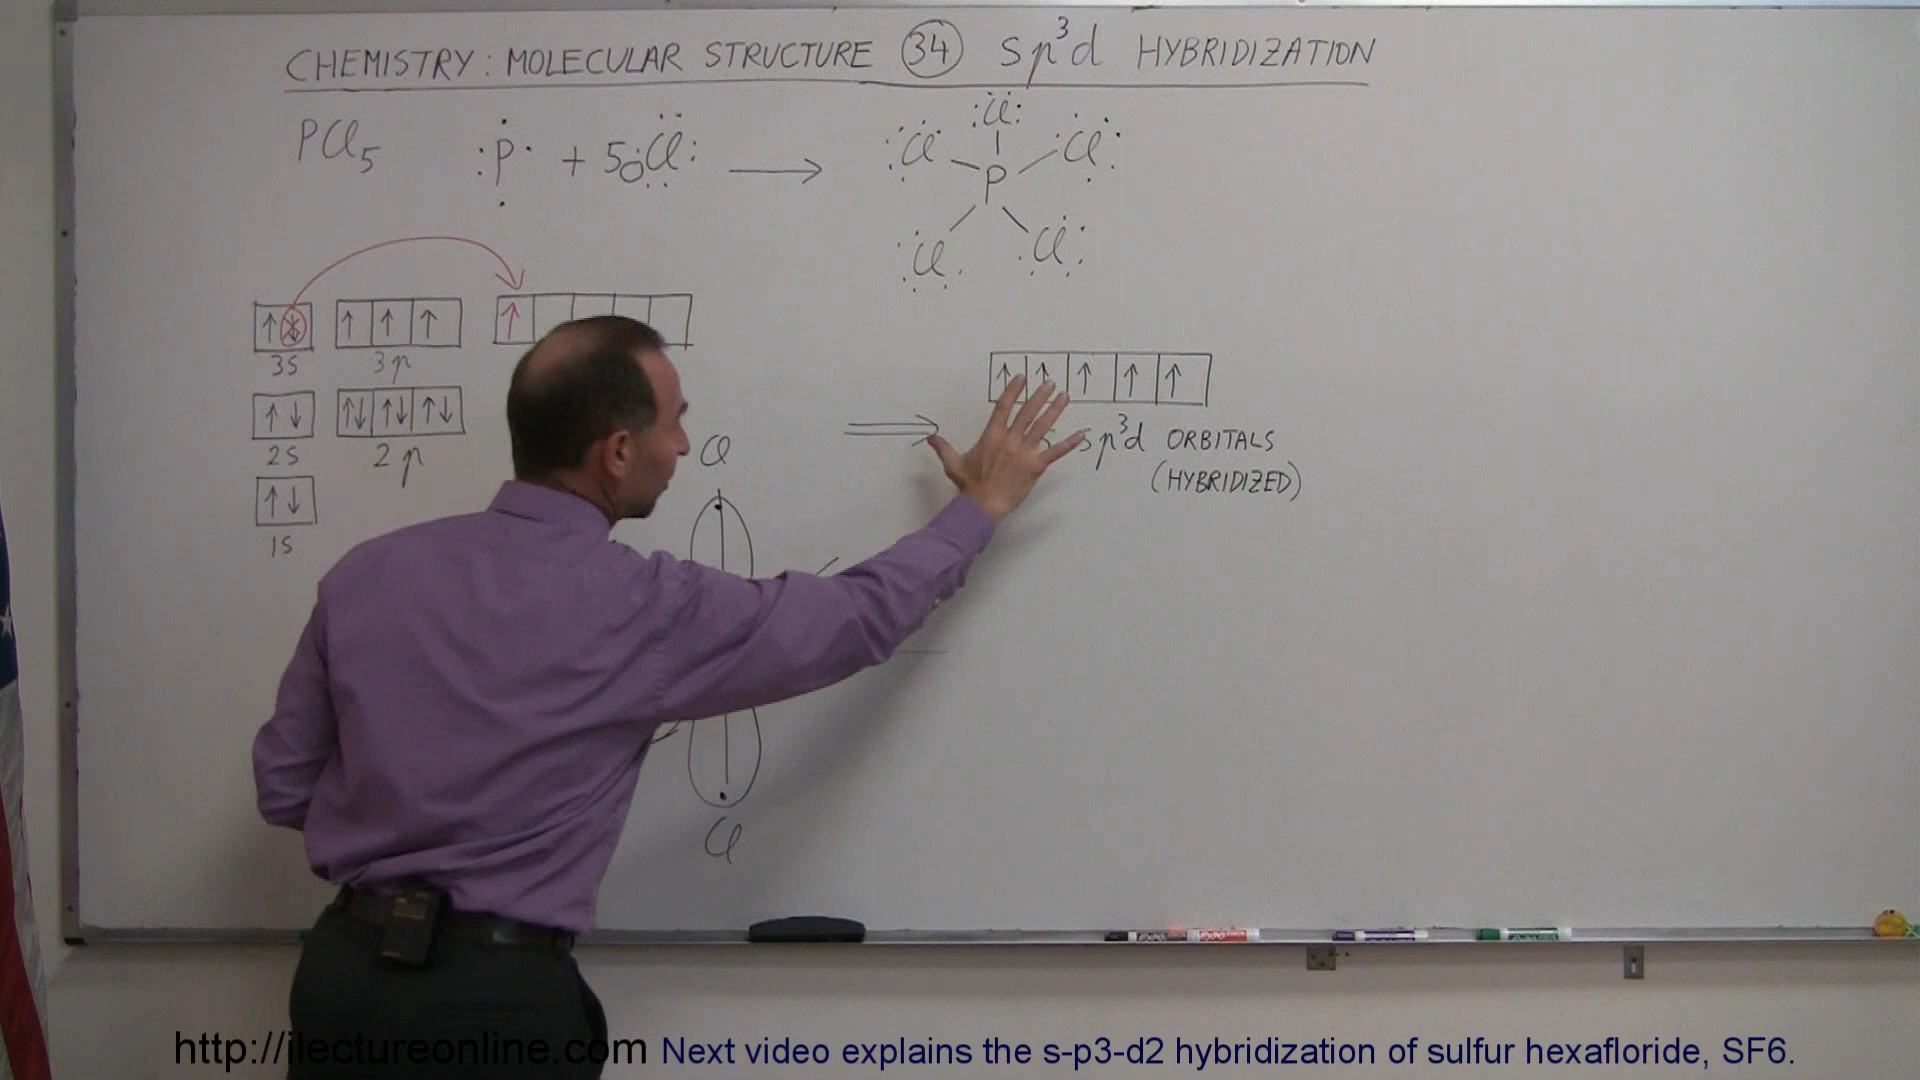 CHEMISTRY: MOLECULAR STRUCTURE 34 sp³d HYBRIDIZATION
PCl₅ :P· + 5 Cl: → Cl Cl Cl
P
Cl Cl
↑ ↑ ↑ ↑ ↑
3s 3p
↑ ↑ ↑ ↑ ↑
↑↓ ↑↓ ↑↓ ↑↓
2s 2p
⇒ sp³d ORBITALS
(HYBRIDIZED)
Cl
↑↓
1s
Cl
http://ilectureonline.com Next video explains the s-p3-d2 hybridization of sulfur hexafloride, SF6.